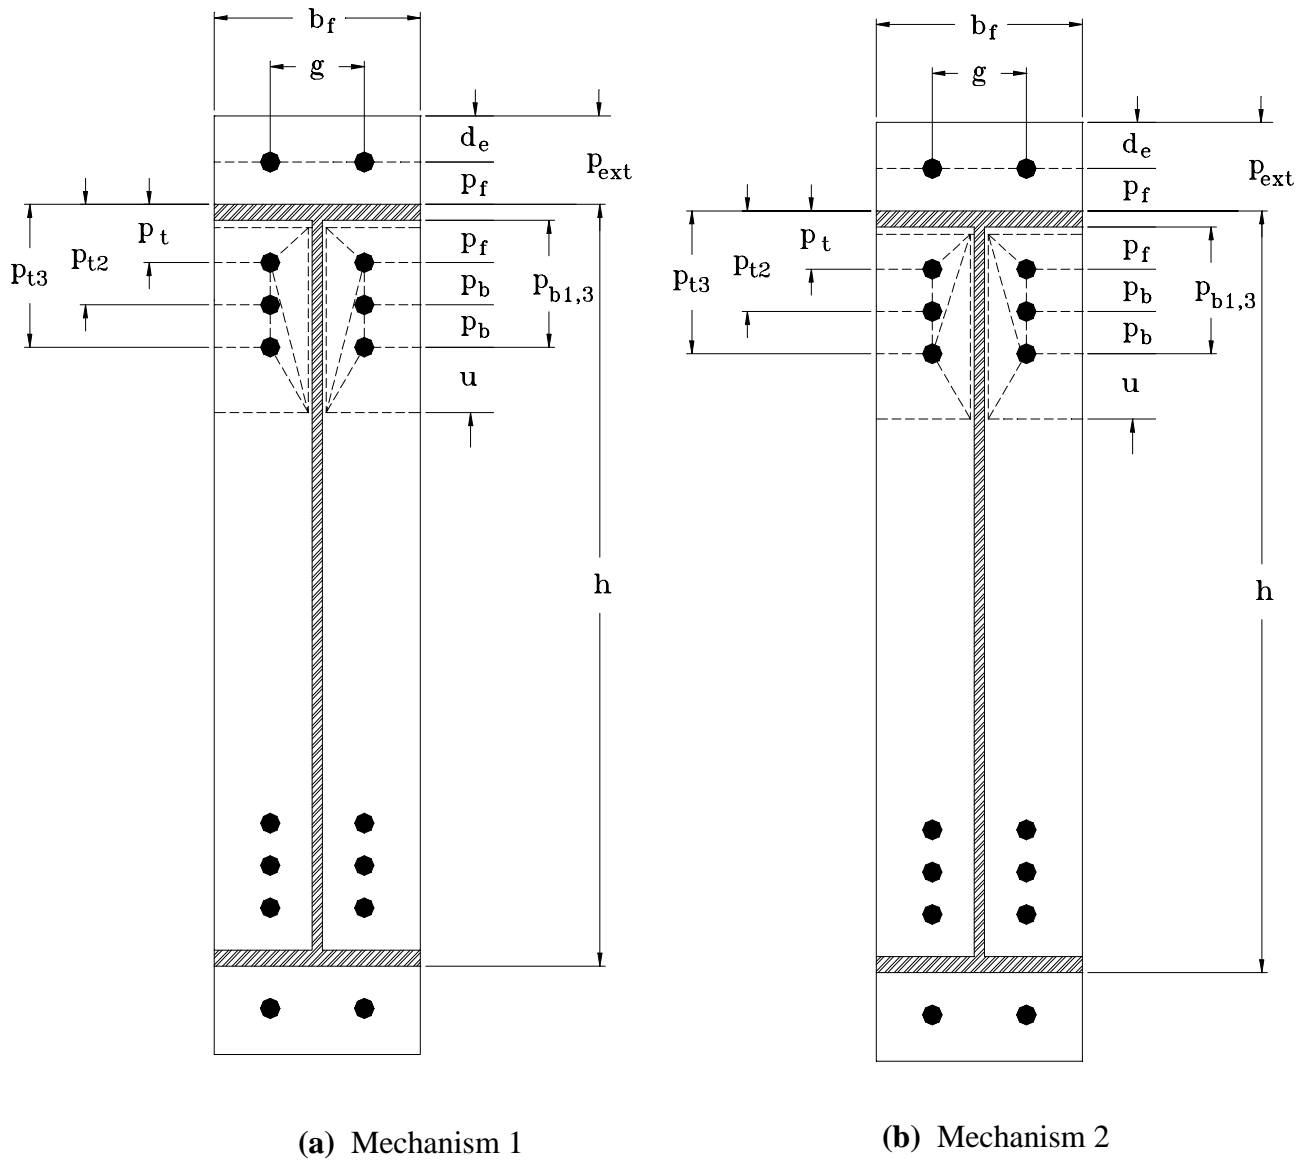 b_f
g
d_e
p_ext
p_f
p_t
p_t2
p_t3
p_f
p_b
p_b
p_b1,3
u
h
(a) Mechanism 1
b_f
g
d_e
p_ext
p_f
p_t
p_t2
p_t3
p_f
p_b
p_b
p_b1,3
u
h
(b) Mechanism 2